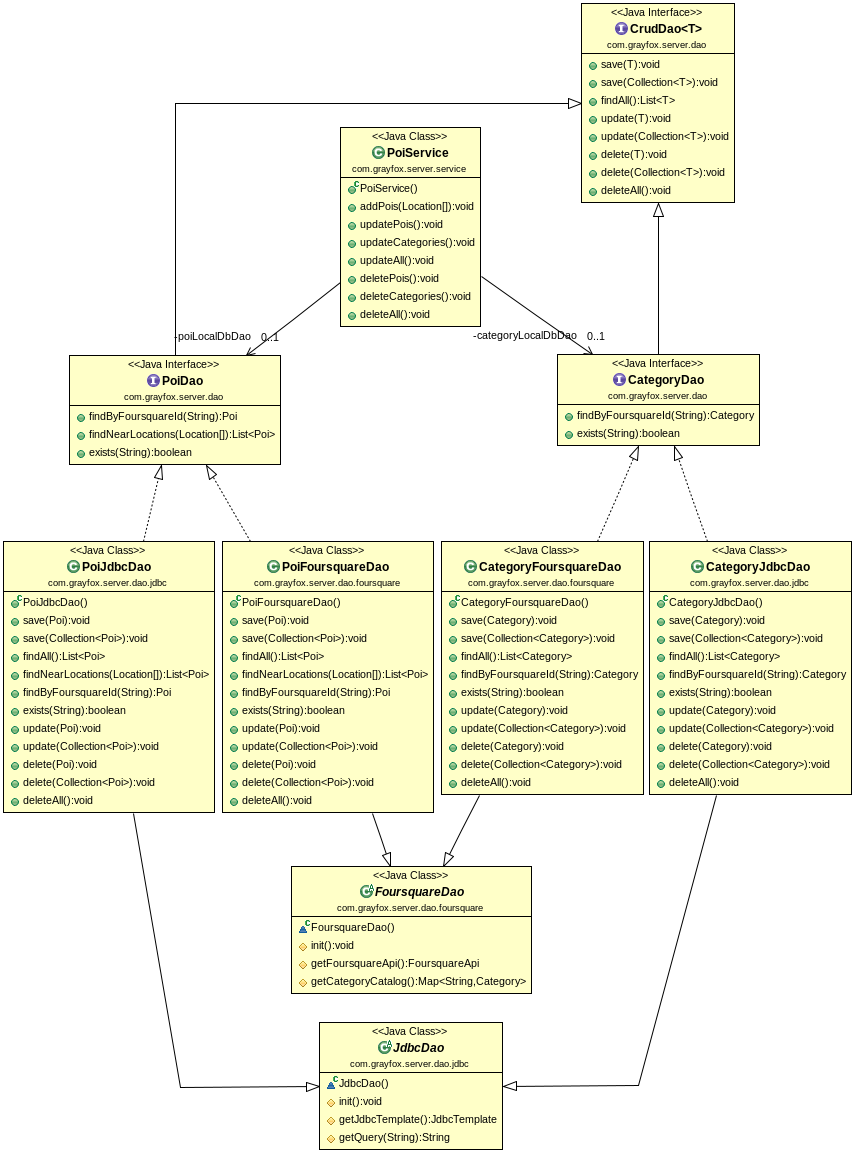 <<Java Interface>>
CrudDao<T>
com.grayfox.server.dao
save(T):void
save(Collection<T>):void
findAll():List<T>
update(T):void
update(Collection<T>):void
delete(T):void
delete(Collection<T>):void
deleteAll():void
<<Java Class>>
PoiService
com.grayfox.server.service
PoiService()
addPois(Location[]):void
updatePois():void
updateCategories():void
updateAll():void
deletePois():void
deleteCategories():void
deleteAll():void
-poiLocalDbDao 0..1
-categoryLocalDbDao 0..1
<<Java Interface>>
PoiDao
com.grayfox.server.dao
findByFoursquareId(String):Poi
findNearLocations(Location[]):List<Poi>
exists(String):boolean
<<Java Interface>>
CategoryDao
com.grayfox.server.dao
findByFoursquareId(String):Category
exists(String):boolean
<<Java Class>>
PoiJdbcDao
com.grayfox.server.dao.jdbc
PoiJdbcDao()
save(Poi):void
save(Collection<Poi>):void
findAll():List<Poi>
findNearLocations(Location[]):List<Poi>
findByFoursquareId(String):Poi
exists(String):boolean
update(Poi):void
update(Collection<Poi>):void
delete(Poi):void
delete(Collection<Poi>):void
deleteAll():void
<<Java Class>>
PoiFoursquareDao
com.grayfox.server.dao.foursquare
PoiFoursquareDao()
save(Poi):void
save(Collection<Poi>):void
findAll():List<Poi>
findNearLocations(Location[]):List<Poi>
findByFoursquareId(String):Poi
exists(String):boolean
update(Poi):void
update(Collection<Poi>):void
delete(Poi):void
delete(Collection<Poi>):void
deleteAll():void
<<Java Class>>
CategoryFoursquareDao
com.grayfox.server.dao.foursquare
CategoryFoursquareDao()
save(Category):void
save(Collection<Category>):void
findAll():List<Category>
findByFoursquareId(String):Category
exists(String):boolean
update(Category):void
update(Collection<Category>):void
delete(Category):void
delete(Collection<Category>):void
deleteAll():void
<<Java Class>>
CategoryJdbcDao
com.grayfox.server.dao.jdbc
CategoryJdbcDao()
save(Category):void
save(Collection<Category>):void
findAll():List<Category>
findByFoursquareId(String):Category
exists(String):boolean
update(Category):void
update(Collection<Category>):void
delete(Category):void
delete(Collection<Category>):void
deleteAll():void
<<Java Class>>
FoursquareDao
com.grayfox.server.dao.foursquare
FoursquareDao()
init():void
getFoursquareApi():FoursquareApi
getCategoryCatalog():Map<String,Category>
<<Java Class>>
JdbcDao
com.grayfox.server.dao.jdbc
JdbcDao()
init():void
getJdbcTemplate():JdbcTemplate
getQuery(String):String